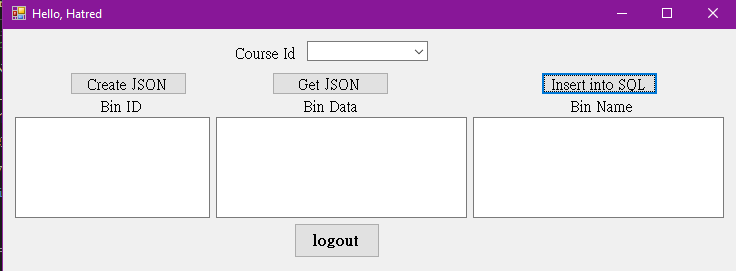 Hello, Hatred
Course Id
Create JSON Get JSON Insert into SQL
Bin ID Bin Data Bin Name
logout